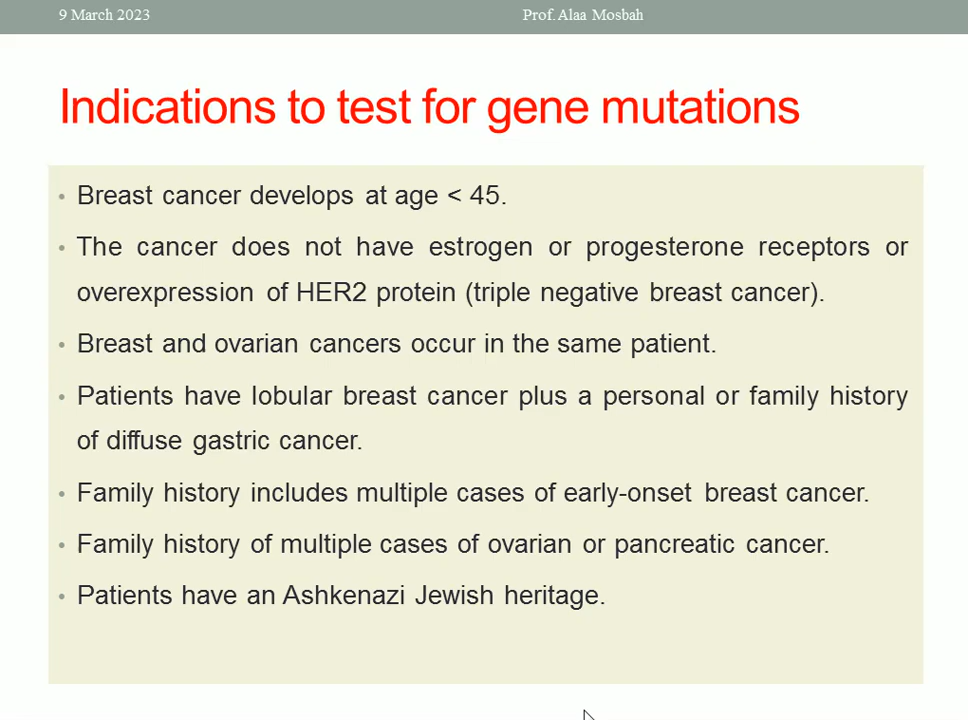 9 March 2023 Prof. Alaa Mosbah
Indications to test for gene mutations
• Breast cancer develops at age < 45.
• The cancer does not have estrogen or progesterone receptors or
overexpression of HER2 protein (triple negative breast cancer).
• Breast and ovarian cancers occur in the same patient.
• Patients have lobular breast cancer plus a personal or family history
of diffuse gastric cancer.
• Family history includes multiple cases of early-onset breast cancer.
• Family history of multiple cases of ovarian or pancreatic cancer.
• Patients have an Ashkenazi Jewish heritage.